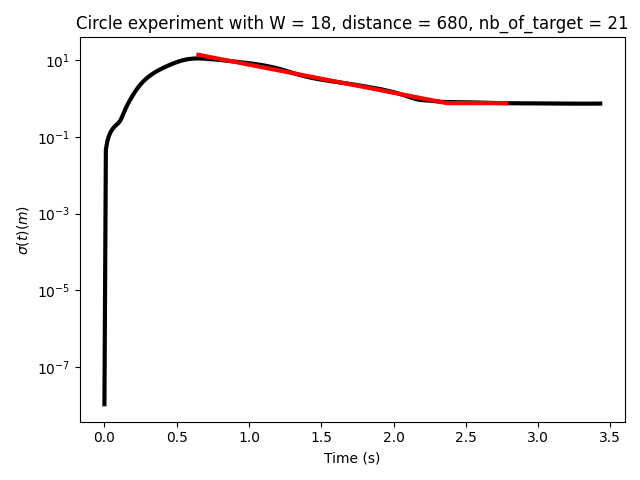 Circle experiment with W = 18, distance = 680, nb_of_target = 21
10¹
10⁻¹
10⁻³
10⁻⁵
10⁻⁷
σ(t)(m)
0.0 0.5 1.0 1.5 2.0 2.5 3.0 3.5
Time (s)